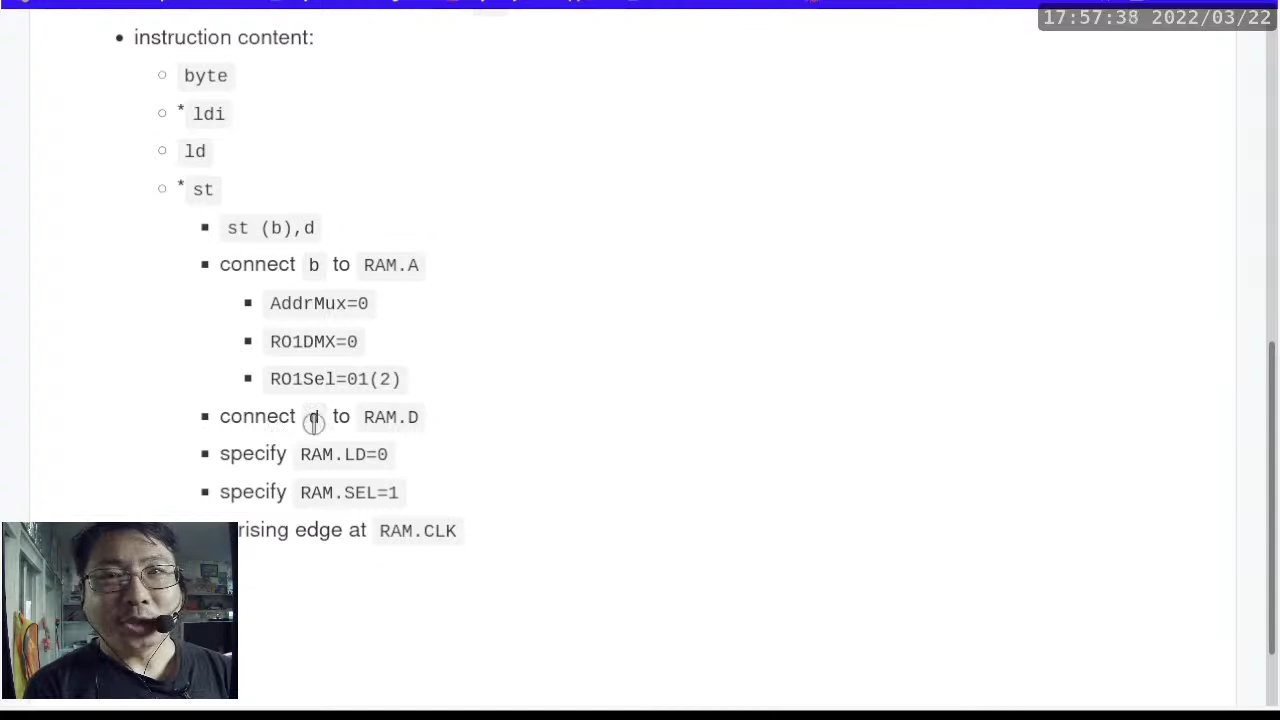 17:57:38 2022/03/22
instruction content:
byte
* ldi
ld
* st
st (b),d
connect b to RAM.A
AddrMux=0
RO1DMX=0
RO1Sel=01(2)
connect d to RAM.D
specify RAM.LD=0
specify RAM.SEL=1
rising edge at RAM.CLK